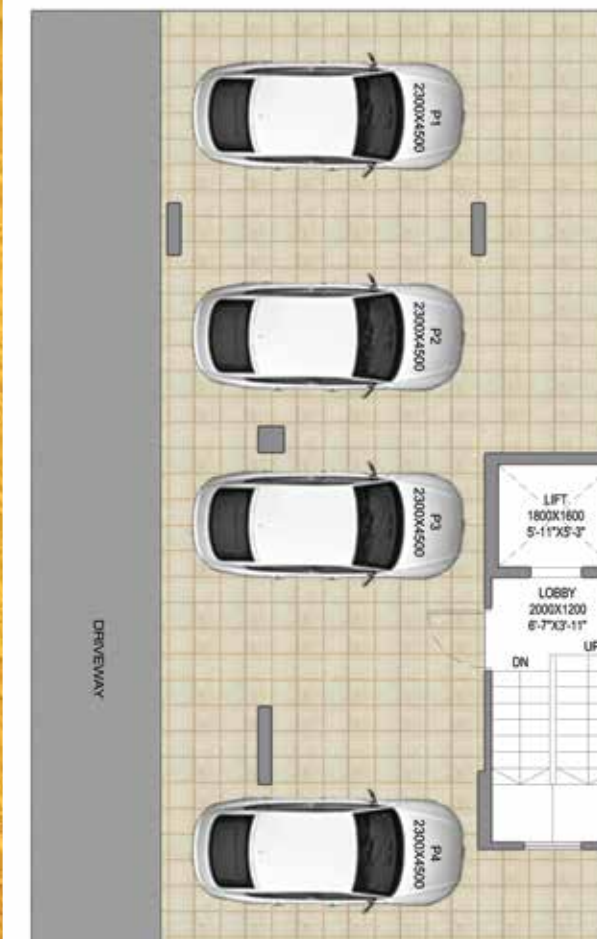 P1
2300X4500
P2
2300X4500
P3
2300X4500
LIFT
1800X1600
5'-11"X5'-3"
LOBBY
2000X1200
6'-7"X3'-11"
UP
DN
DRIVEWAY
P4
2300X4500